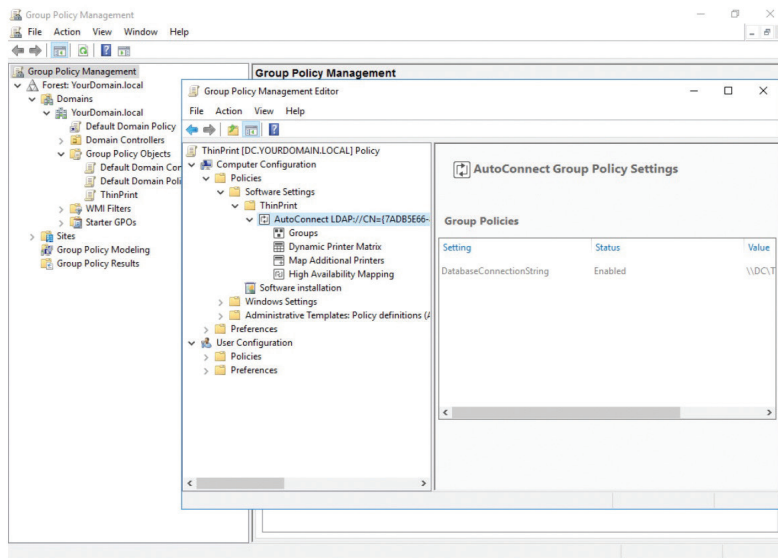 Group Policy Management
File Action View Window Help
Group Policy Management
Forest: YourDomain.local
Domains
YourDomain.local
Default Domain Policy
Domain Controllers
Group Policy Objects
Default Domain Con
Default Domain Poli
ThinPrint
WMI Filters
Starter GPOs
Sites
Group Policy Modeling
Group Policy Results
Group Policy Management
Group Policy Management Editor
File Action View Help
ThinPrint [DC.YOURDOMAIN.LOCAL] Policy
Computer Configuration
Policies
Software Settings
ThinPrint
AutoConnect LDAP://CN={7ADB5E66-
Groups
Dynamic Printer Matrix
Map Additional Printers
High Availability Mapping
Software installation
Windows Settings
Administrative Templates: Policy definitions (A
Preferences
User Configuration
Policies
Preferences
AutoConnect Group Policy Settings
Group Policies
Setting Status Value
DatabaseConnectionString Enabled \\DC\T